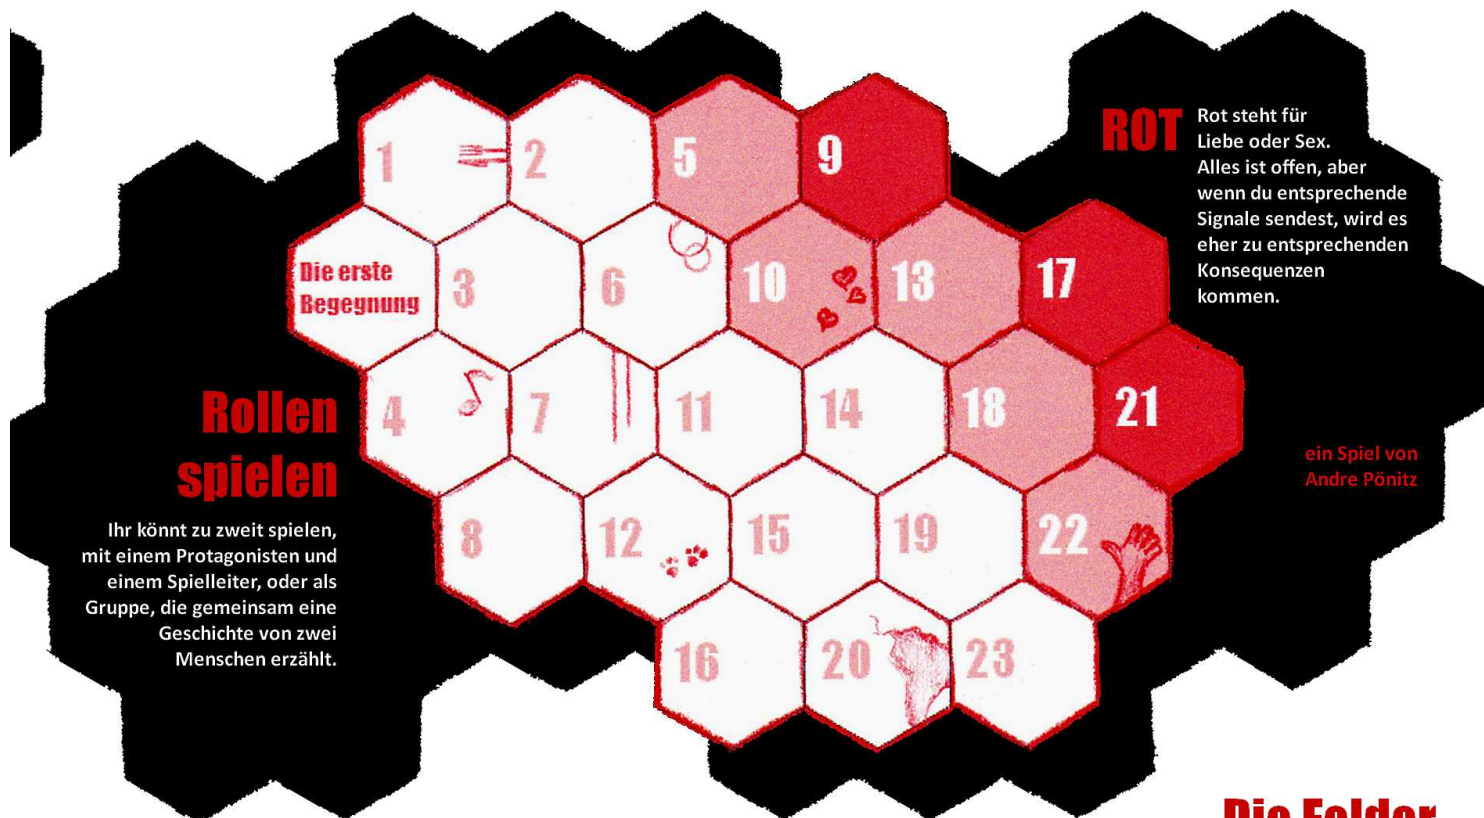 1
2
5
9
ROT
Rot steht für
Liebe oder Sex.
Alles ist offen, aber
wenn du entsprechende
Signale sendest, wird es
eher zu entsprechenden
Konsequenzen
kommen.
Die erste
Begegnung
3
6
10
13
17
4
7
11
14
18
21
Rollen
spielen
Ihr könnt zu zweit spielen,
mit einem Protagonisten und
einem Spielleiter, oder als
Gruppe, die gemeinsam eine
Geschichte von zwei
Menschen erzählt.
ein Spiel von
Andre Pönitz
8
12
15
19
22
16
20
23
Die Felder